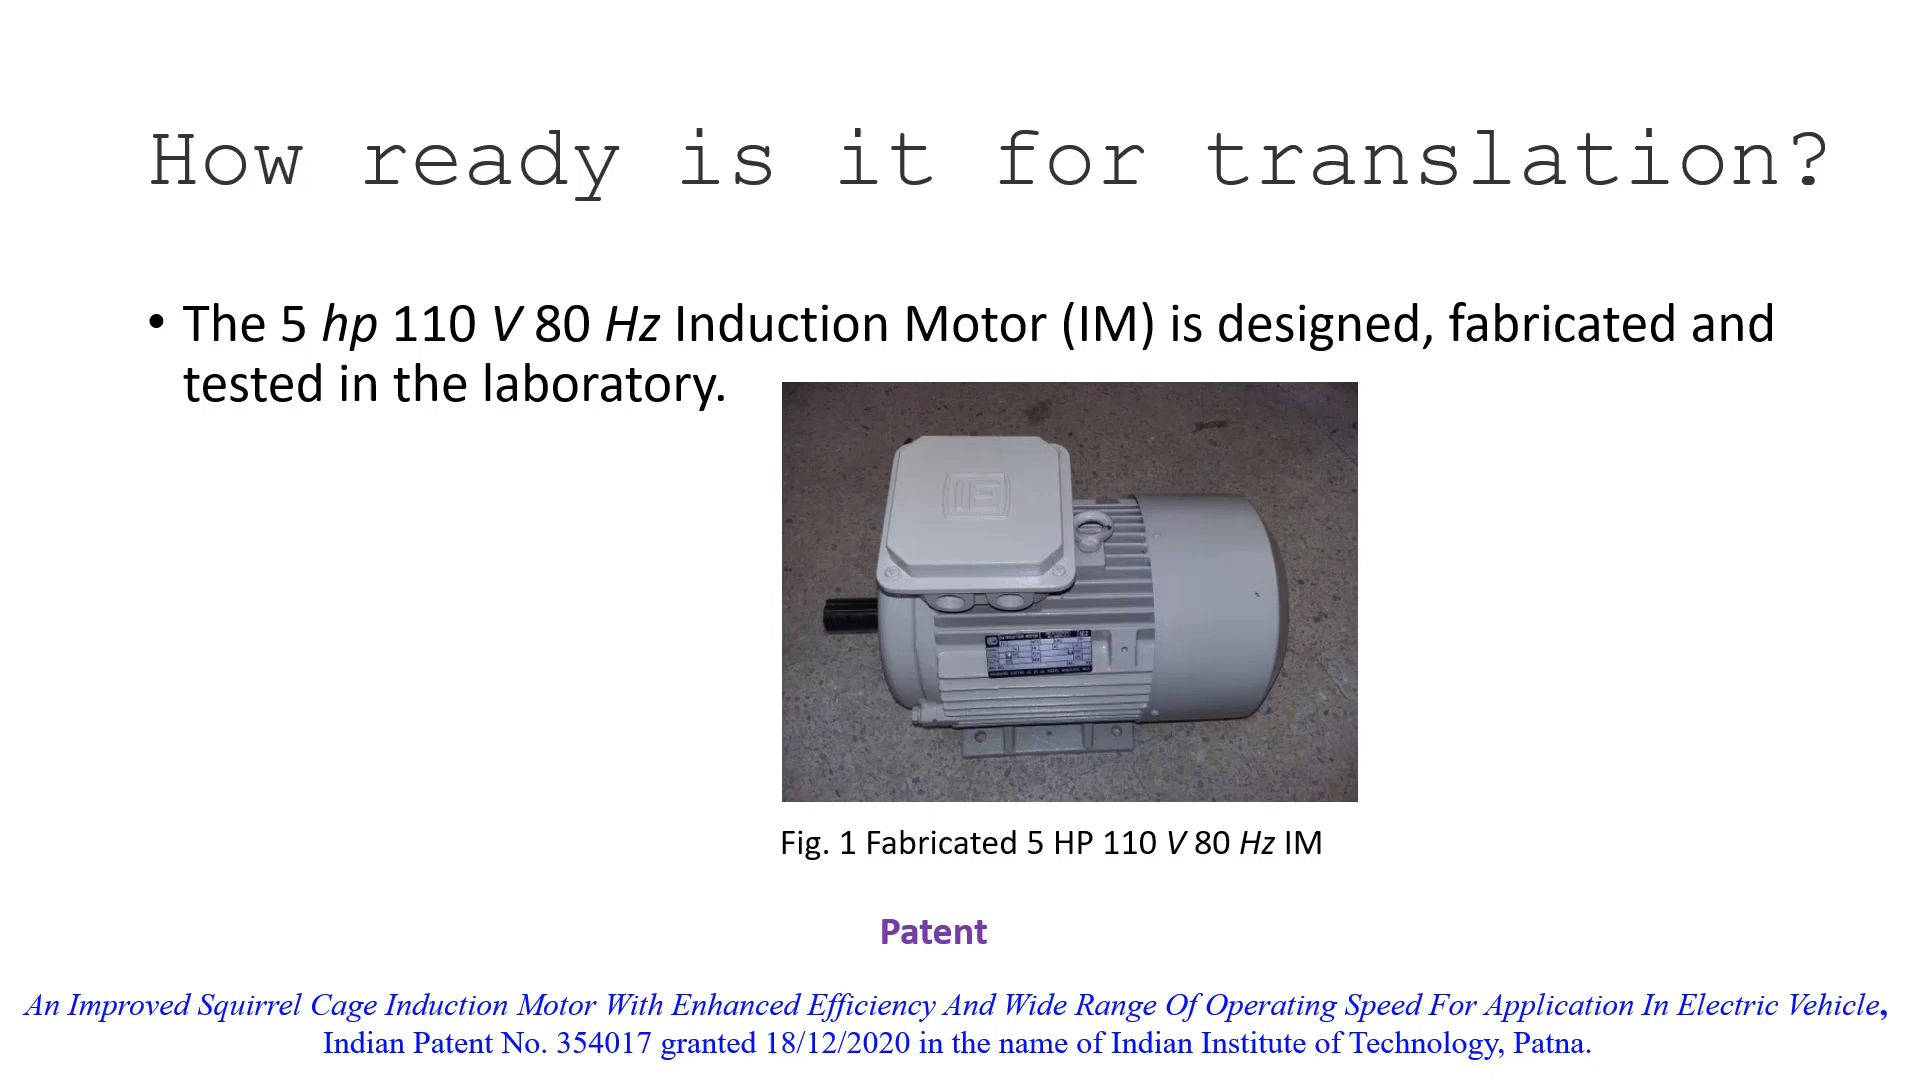 How ready is it for translation?
• The 5 hp 110 V 80 Hz Induction Motor (IM) is designed, fabricated and
tested in the laboratory.
Fig. 1 Fabricated 5 HP 110 V 80 Hz IM
Patent
An Improved Squirrel Cage Induction Motor With Enhanced Efficiency And Wide Range Of Operating Speed For Application In Electric Vehicle,
Indian Patent No. 354017 granted 18/12/2020 in the name of Indian Institute of Technology, Patna.